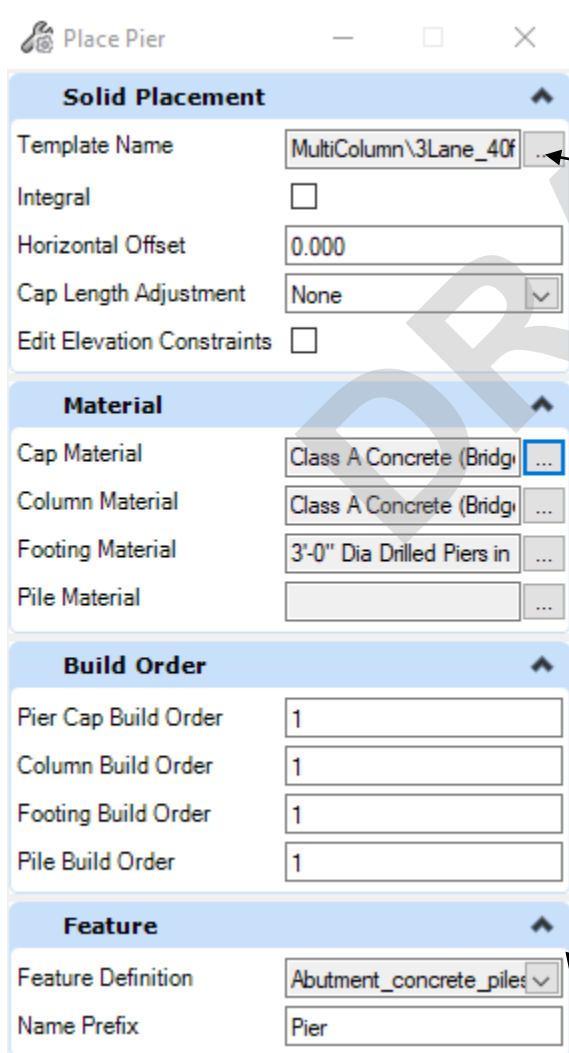 Place Pier
Solid Placement
Template Name MultiColumn\3Lane_40f ...
Integral
Horizontal Offset 0.000
Cap Length Adjustment None
Edit Elevation Constraints
Material
Cap Material Class A Concrete (Bridg ...
Column Material Class A Concrete (Bridg ...
Footing Material 3'-0" Dia Drilled Piers in ...
Pile Material ...
Build Order
Pier Cap Build Order 1
Column Build Order 1
Footing Build Order 1
Pile Build Order 1
Feature
Feature Definition Abutment_concrete_piles
Name Prefix Pier